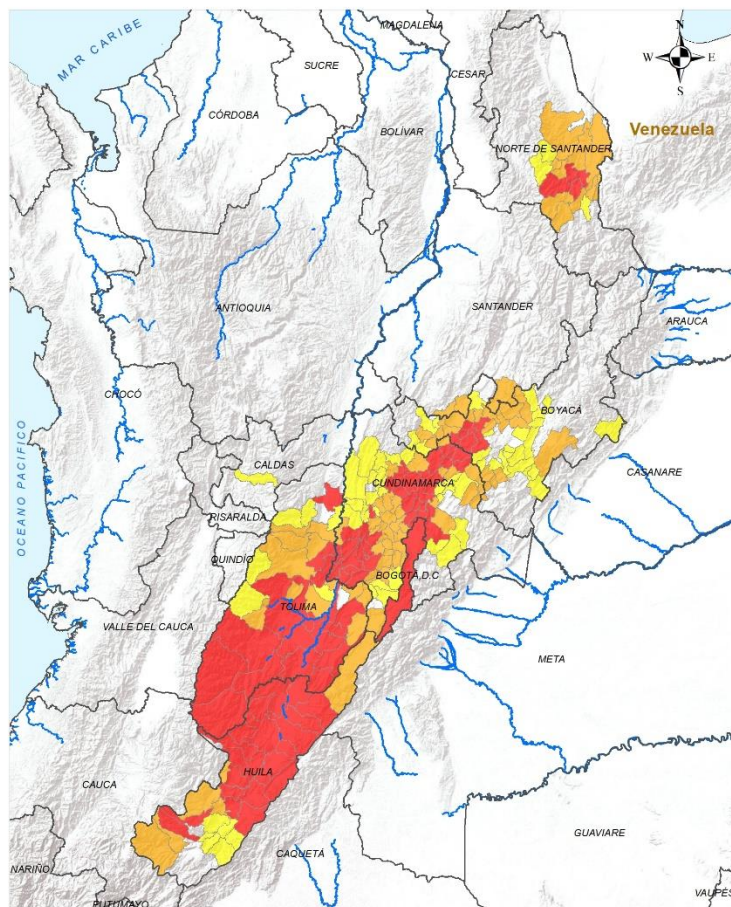 MAGDALENA
MAR CARIBE
N
SUCRE
CESAR
W
E
S
CÓRDOBA
BOLÍVAR
Venezuela
NORTE DE SANTANDER
ANTIOQUIA
SANTANDER
ARAUCA
CHOCÓ
BOYACÁ
CALDAS
CASANARE
CUNDINAMARCA
OCEANO PACIFICO
RISARALDA
QUINDÍO
BOGOTÁ, D.C
TOLIMA
VALLE DEL CAUCA
META
HUILA
CAUCA
GUAVIARE
CAQUETÁ
NARIÑO
PUTUMAYO
VAUPÉS